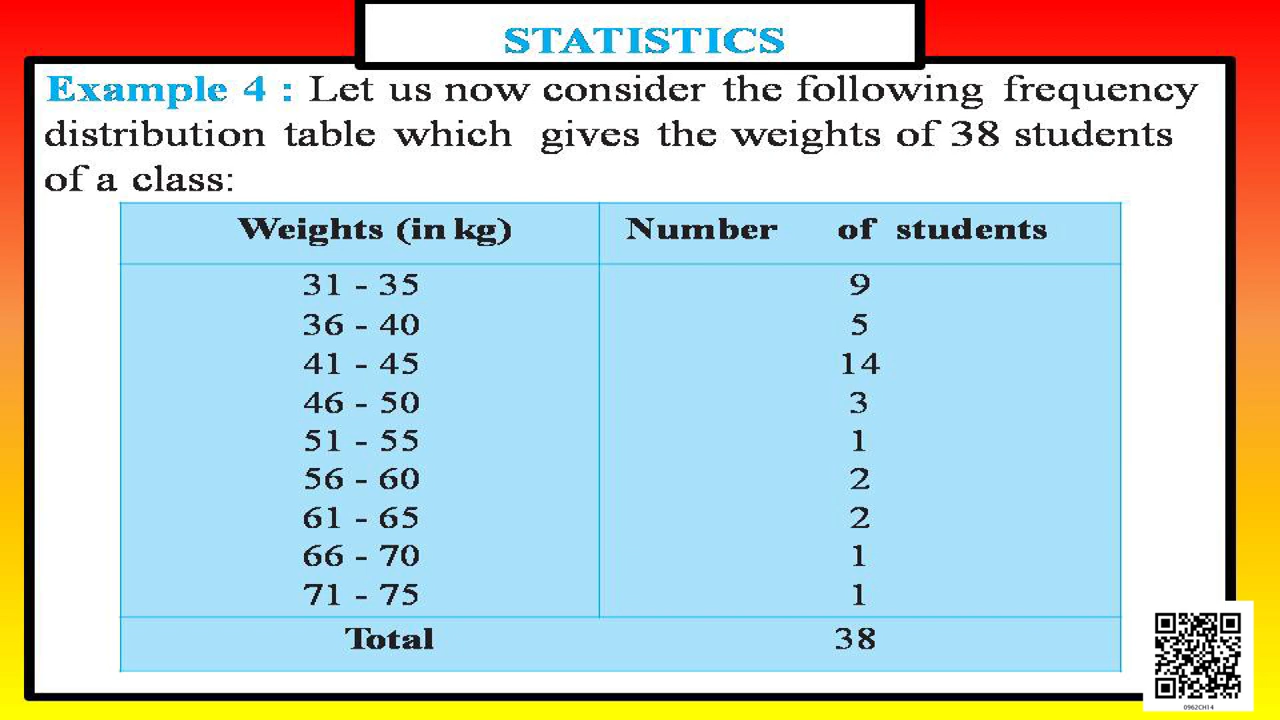 STATISTICS
Example 4 : Let us now consider the following frequency
distribution table which gives the weights of 38 students
of a class:
Weights (in kg) Number of students
31 - 35 9
36 - 40 5
41 - 45 14
46 - 50 3
51 - 55 1
56 - 60 2
61 - 65 2
66 - 70 1
71 - 75 1
Total 38
0962CH14